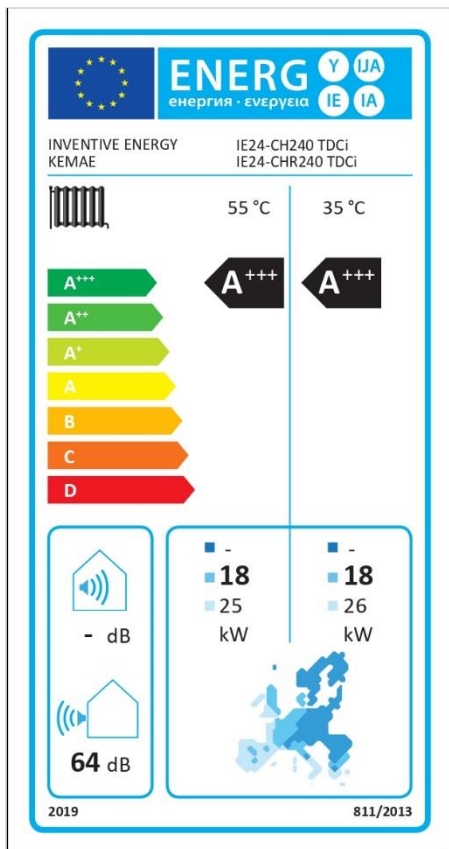 ENERG Y IJA
енергия · ενεργεια IE IA
INVENTIVE ENERGY IE24-CH240 TDCi
KEMAE IE24-CHR240 TDCi
55 °C 35 °C
A+++ A+++
A+++
A++
A+
A
B
C
D
- -
18 18
25 26
kW kW
- dB
64 dB
2019 811/2013